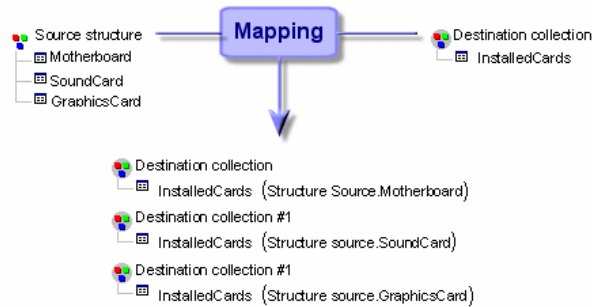 Mapping
Source structure
Motherboard
SoundCard
GraphicsCard
Destination collection
InstalledCards
Destination collection
InstalledCards (Structure Source.Motherboard)
Destination collection #1
InstalledCards (Structure source.SoundCard)
Destination collection #1
InstalledCards (Structure source.GraphicsCard)